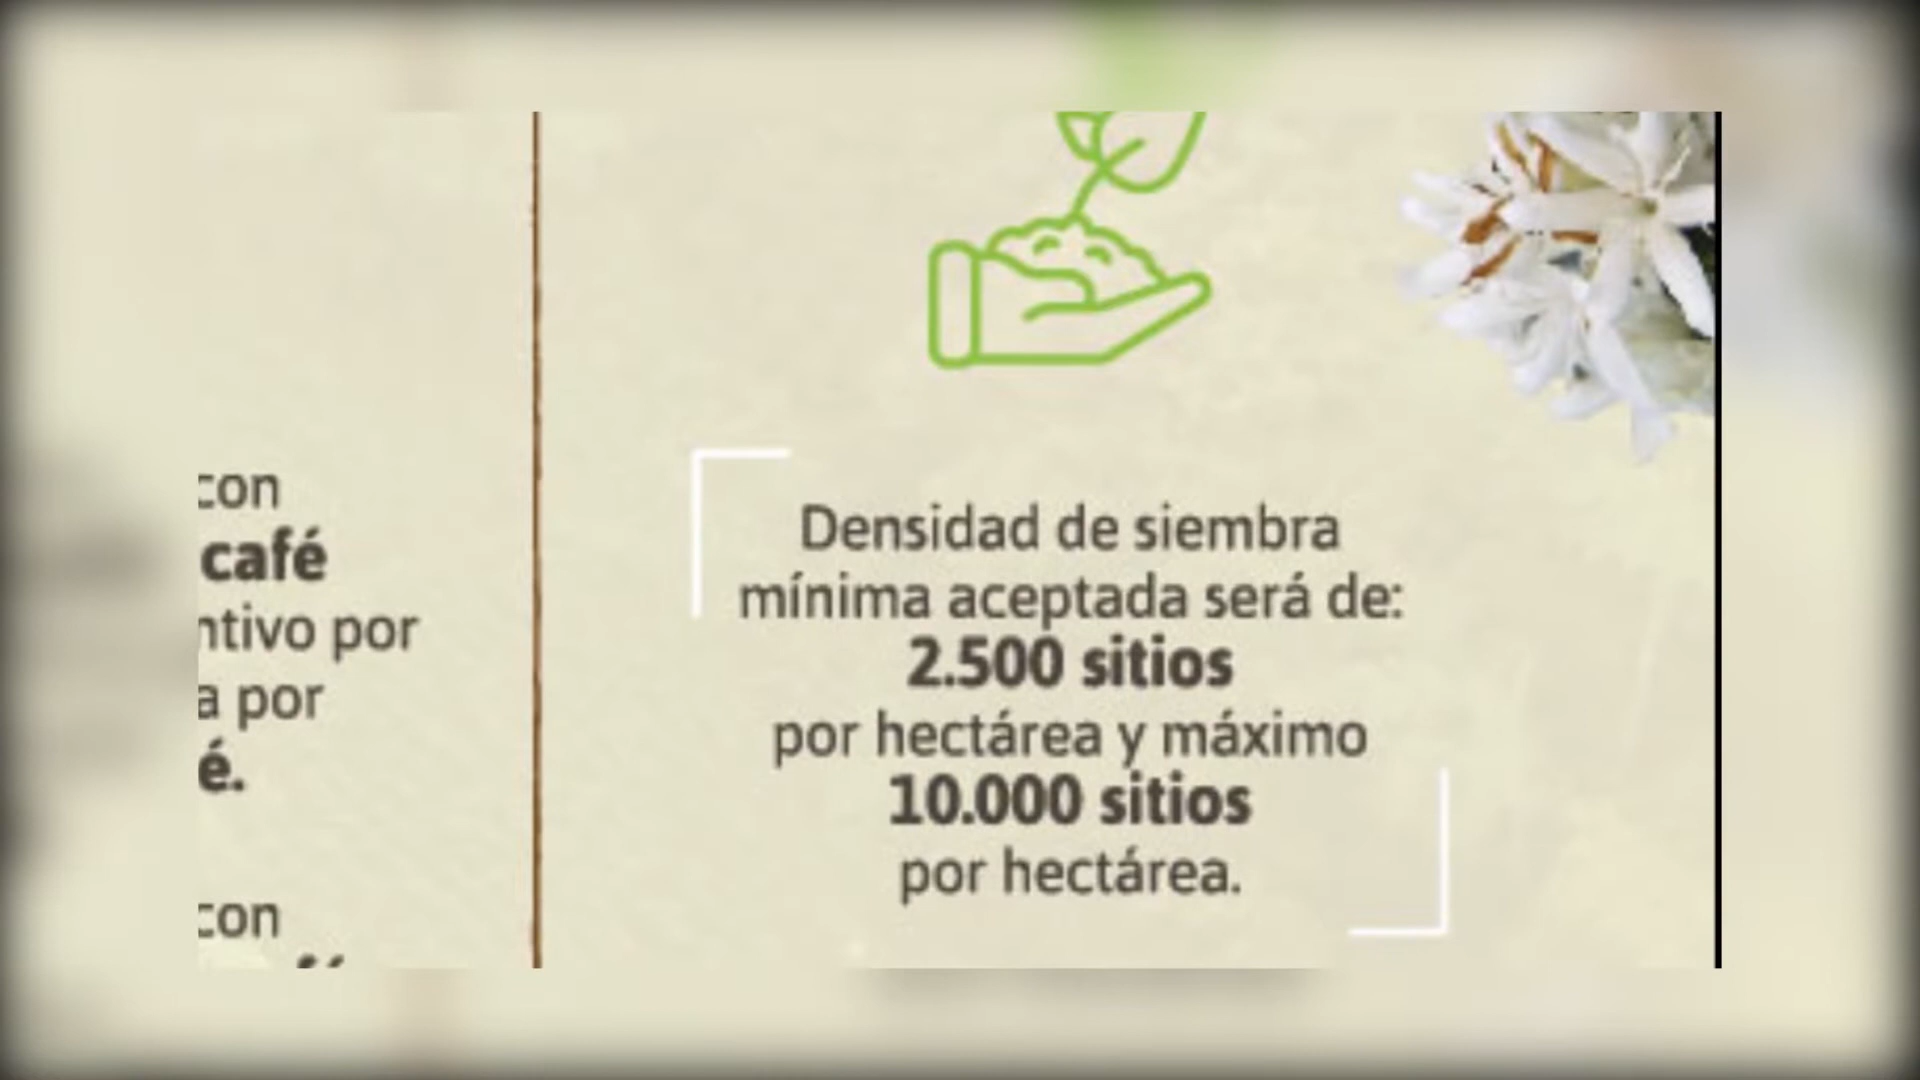 con
café
ntivo por
a por
é.
con
Densidad de siembra
mínima aceptada será de:
2.500 sitios
por hectárea y máximo
10.000 sitios
por hectárea.